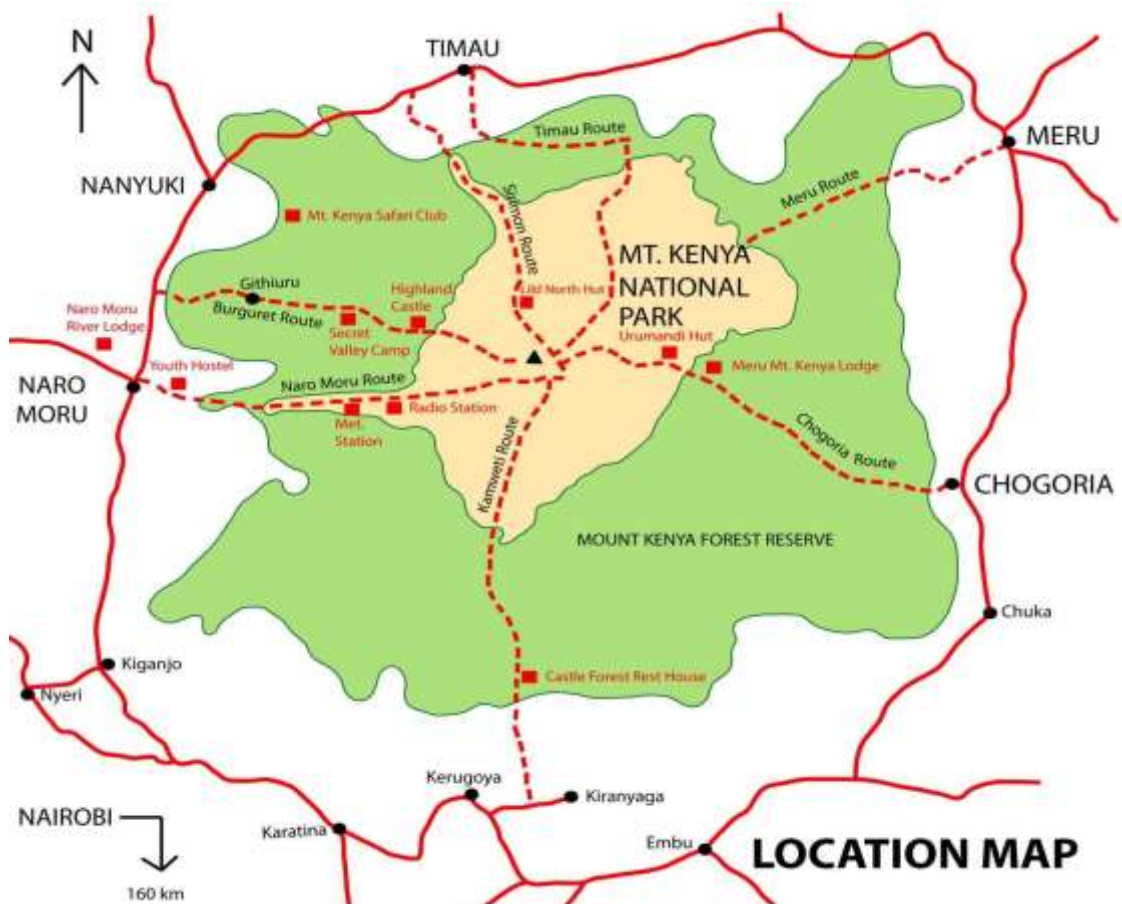 N
TIMAU
MERU
NANYUKI
Timau Route
Meru Route
Sirimon Route
Mt. Kenya Safari Club
MT. KENYA
NATIONAL
PARK
Githiuru
Burguret Route
Highland
Castle
Secret
Valley Camp
Naro Moru
River Lodge
Youth Hostel
NARO
MORU
Naro Moru Route
Urumandi Hut
Meru Mt. Kenya Lodge
Met.
Station
Radio Station
Kamweti Route
Chogoria Route
CHOGORIA
MOUNT KENYA FOREST RESERVE
Chuka
Kiganjo
Nyeri
Castle Forest Rest House
Kerugoya
Kiranyaga
NAIROBI
160 km
Karatina
Embu
LOCATION MAP